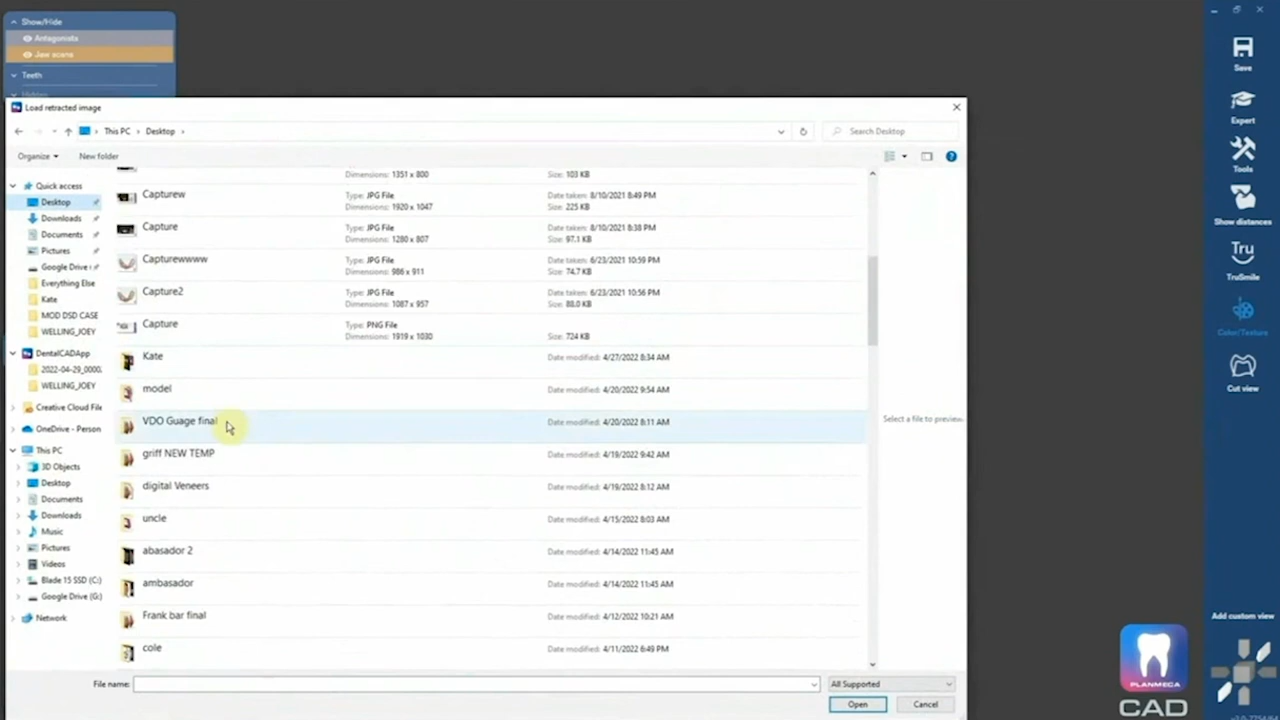 Show/Hide
Antagonists
Jaw scans
Teeth
Hidden
Load retracted image
This PC
Desktop
Search Desktop
Organize
New folder
Dimensions: 1351 x 800
Size: 103 KB
Capturew
Type: JPG File
Dimensions: 1920 x 1047
Date taken: 8/10/2021 8:49 PM
Size: 225 KB
Capture
Type: JPG File
Dimensions: 1280 x 807
Date taken: 8/10/2021 8:38 PM
Size: 97.1 KB
Capturewwww
Type: JPG File
Dimensions: 986 x 911
Date taken: 6/23/2021 10:59 PM
Size: 74.7 KB
Capture2
Type: JPG File
Dimensions: 1087 x 957
Date taken: 6/23/2021 10:56 PM
Size: 88.0 KB
Capture
Type: PNG File
Dimensions: 1919 x 1030
Size: 724 KB
Kate
Date modified: 4/27/2022 8:34 AM
model
Date modified: 4/20/2022 9:54 AM
VDO Guage final
Date modified: 4/20/2022 8:11 AM
griff NEW TEMP
Date modified: 4/19/2022 9:42 AM
digital Veneers
Date modified: 4/19/2022 8:12 AM
uncle
Date modified: 4/15/2022 8:03 AM
abasador 2
Date modified: 4/14/2022 11:45 AM
ambasador
Date modified: 4/14/2022 11:45 AM
Frank bar final
Date modified: 4/12/2022 10:21 AM
cole
Date modified: 4/11/2022 6:49 PM
Quick access
Desktop
Downloads
Documents
Pictures
Google Drive
Everything Else
Kate
MOD DSD CASE
WELLING_JOEY
DentalCADApp
2022-04-29_0000.
WELLING_JOEY
Creative Cloud File
OneDrive - Person
This PC
3D Objects
Desktop
Documents
Downloads
Music
Pictures
Videos
Blade 15 SSD (C:)
Google Drive (G:)
Network
Select a file to preview.
File name:
All Supported
Open
Cancel
Save
Expert
Tools
Show distances
Tru
TruSmile
Color/Texture
Cut view
Add custom view
PLANMECA
CAD